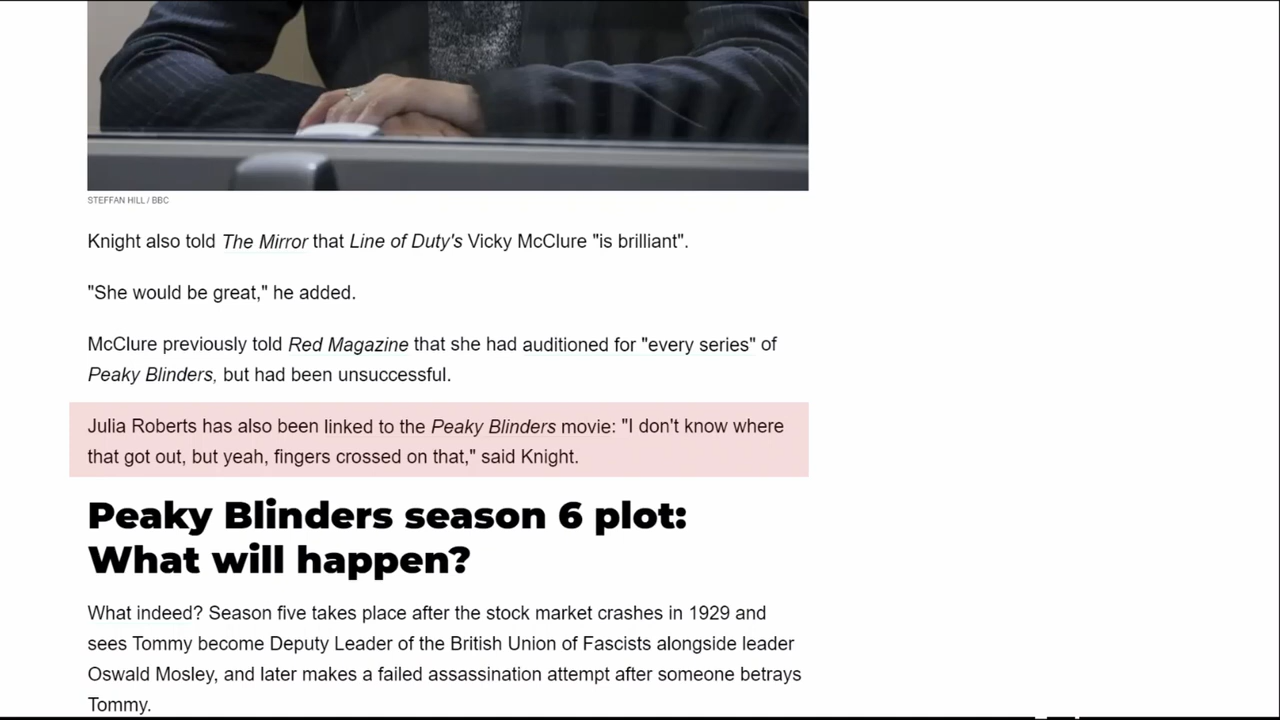 STEFFAN HILL / BBC
Knight also told The Mirror that Line of Duty's Vicky McClure "is brilliant".
"She would be great," he added.
McClure previously told Red Magazine that she had auditioned for "every series" of
Peaky Blinders, but had been unsuccessful.
Julia Roberts has also been linked to the Peaky Blinders movie: "I don't know where
that got out, but yeah, fingers crossed on that," said Knight.
Peaky Blinders season 6 plot:
What will happen?
What indeed? Season five takes place after the stock market crashes in 1929 and
sees Tommy become Deputy Leader of the British Union of Fascists alongside leader
Oswald Mosley, and later makes a failed assassination attempt after someone betrays
Tommy.